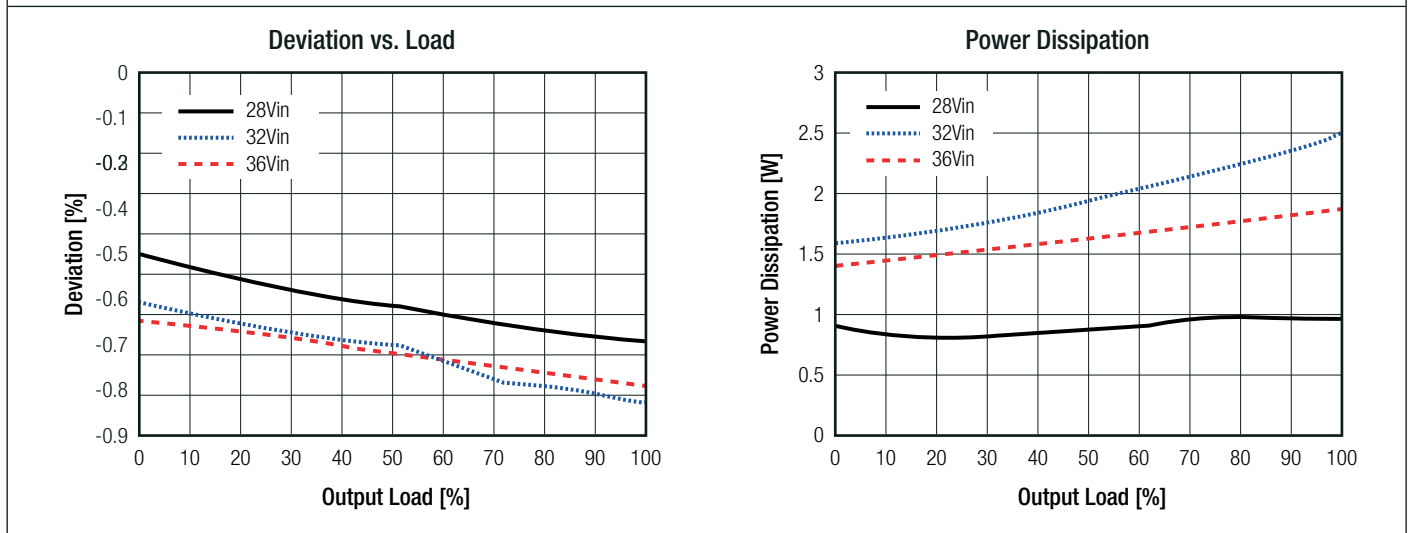 Deviation vs. Load
0
-0.1
-0.4
-0.5
-0.6
-0.7
-0.8
-0.9
Deviation [%]
28Vin
32Vin
36Vin
0 10 20 30 40 50 60 70 80 90 100
Output Load [%]
Power Dissipation
3
2.5
2
1.5
1
0.5
0
Power Dissipation [W]
28Vin
32Vin
36Vin
0 10 20 30 40 50 60 70 80 90 100
Output Load [%]